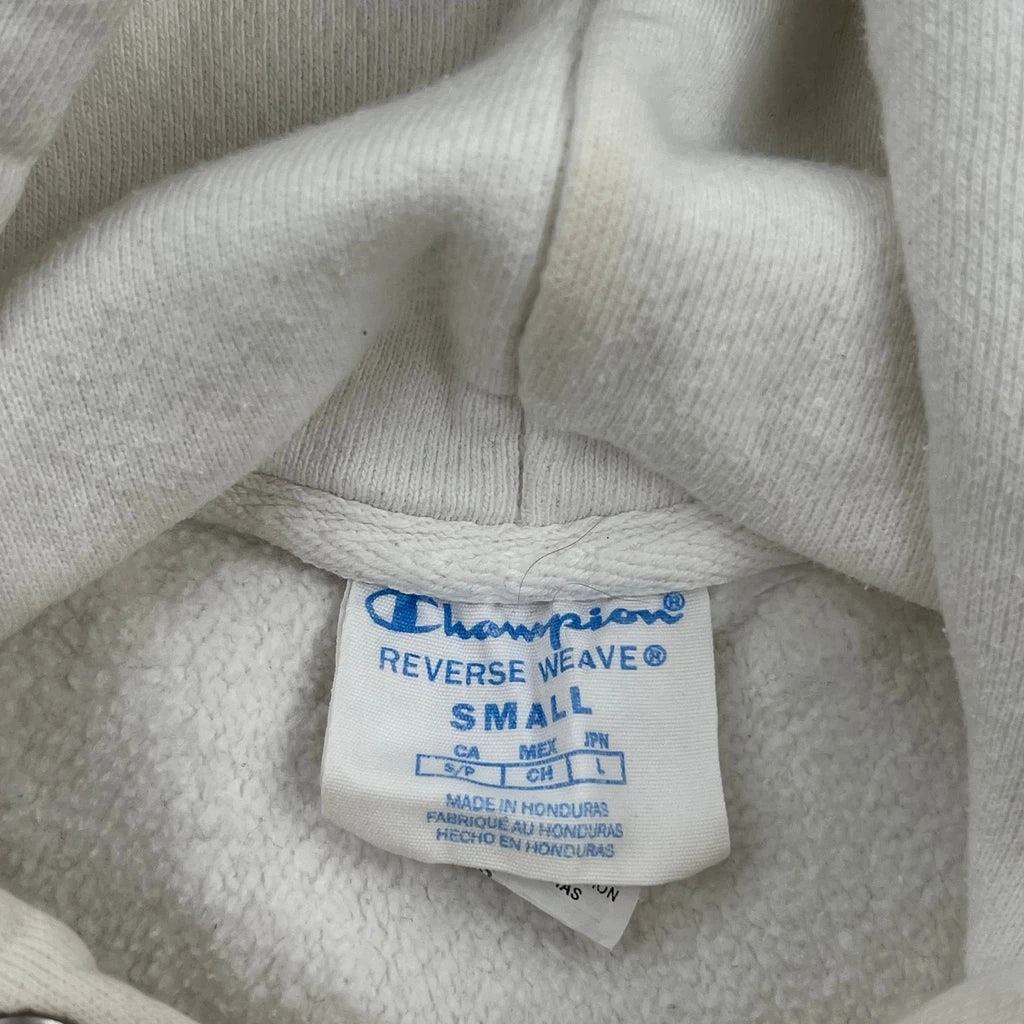 Champion®
REVERSE WEAVE®
SMALL
CA MEX JPN
S/P CH L
MADE IN HONDURAS
FABRIQUÉ AU HONDURAS
HECHO EN HONDURAS